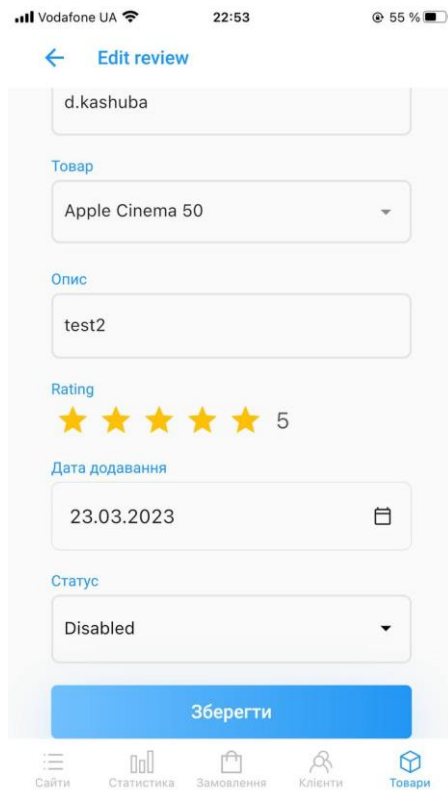 Vodafone UA 22:53 55 %
Edit review
d.kashuba
Товар
Apple Cinema 50
Опис
test2
Rating
5
Дата додавання
23.03.2023
Статус
Disabled
Зберегти
Сайти Статистика Замовлення Клієнти Товари